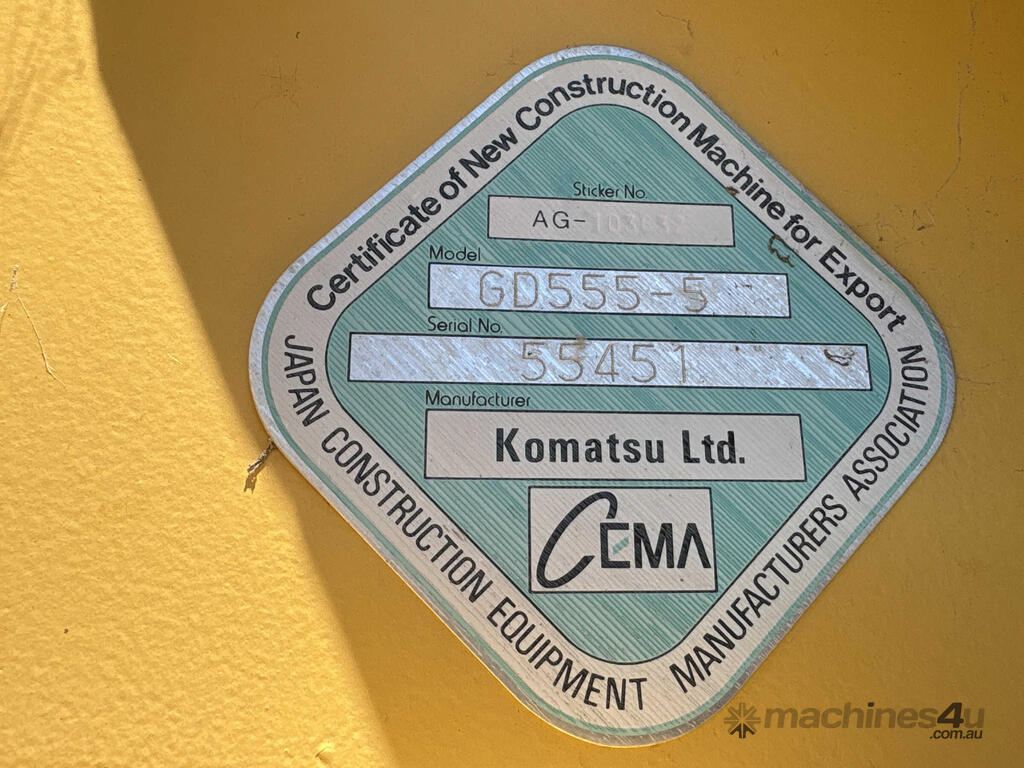 Certificate of New Construction Machine for Export
Sticker No
AG-
Model
GD555-5
Serial No.
55451
Manufacturer
Komatsu Ltd.
CEMA
JAPAN CONSTRUCTION EQUIPMENT MANUFACTURERS ASSOCIATION
machines4u
.com.au